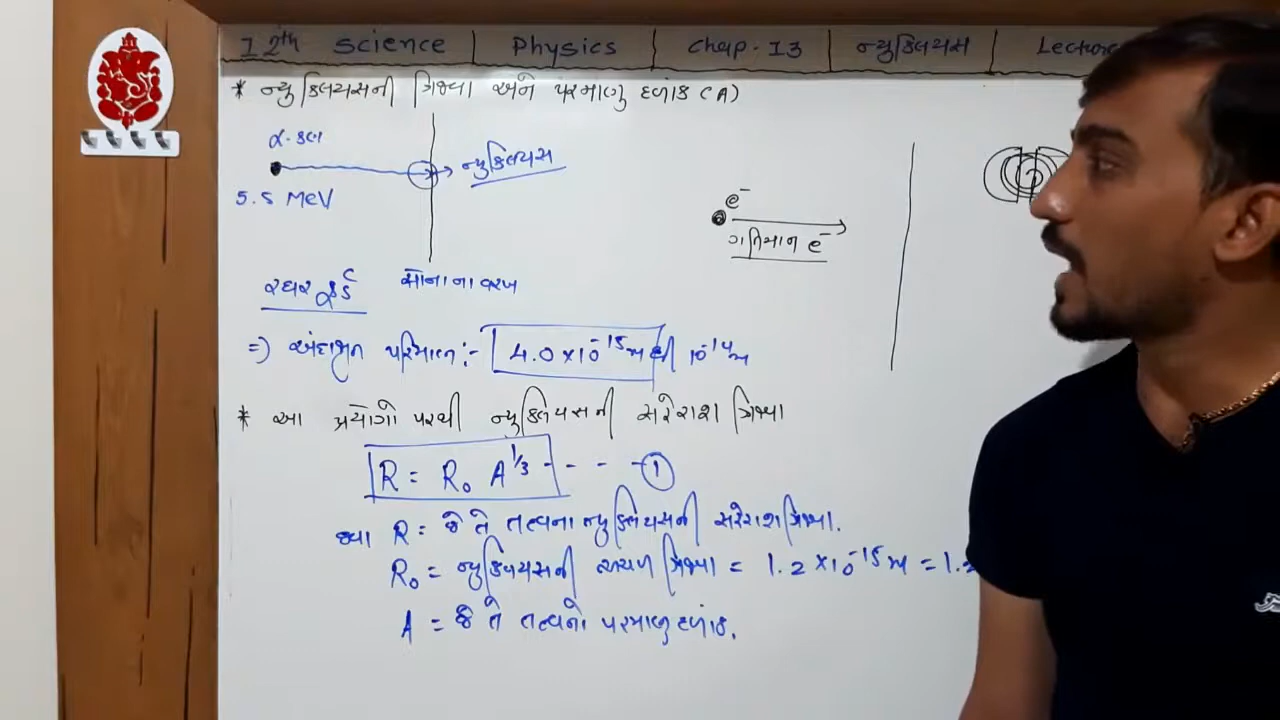 12th Science | Physics | Chap. 13 | ન્યુક્લિયસ | Lecture
* ન્યુક્લિયસની ત્રિજ્યા અને પરમાણુ દળાંક (A)
α-કણ
ન્યુક્લિયસ
5.5 MeV
e⁻
ગતિમાન e⁻
રધરફર્ડ સોનાના વરખ
=) અંદાજીત પરિમાણ :- 4.0 × 10⁻¹⁵ m થી 10⁻¹⁴ m
* આ પ્રયોગો પરથી ન્યુક્લિયસની સરેરાશ ત્રિજ્યા
R = R₀ A^1/3 - - - - ①
જ્યા R = જે તે તત્વના ન્યુક્લિયસની સરેરાશ ત્રિજ્યા.
R₀ = ન્યુક્લિયસની અચળ ત્રિજ્યા = 1.2 × 10⁻¹⁵ m = 1.2
A = જે તે તત્વનો પરમાણુ દળાંક.